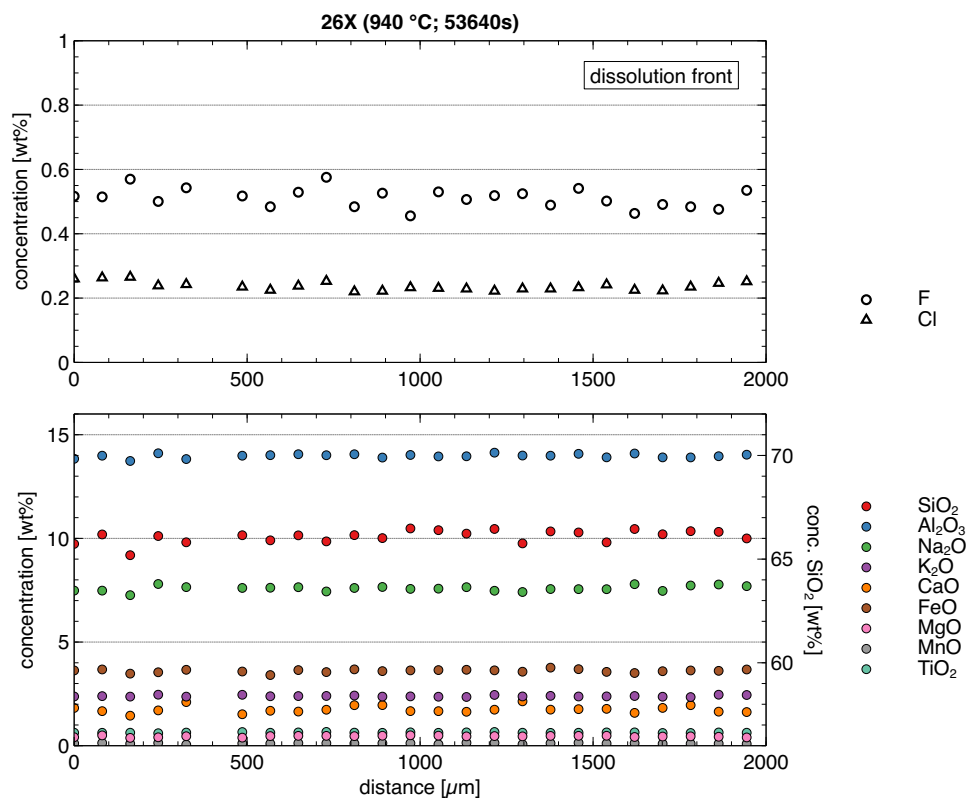 26X (940 °C; 53640s)
1
0.8
0.6
0.4
0.2
0
concentration [wt%]
dissolution front
0
500
1000
1500
2000
F
Cl
15
10
5
0
concentration [wt%]
70
65
60
conc. SiO₂ [wt%]
0
500
1000
1500
2000
distance [µm]
SiO₂
Al₂O₃
Na₂O
K₂O
CaO
FeO
MgO
MnO
TiO₂